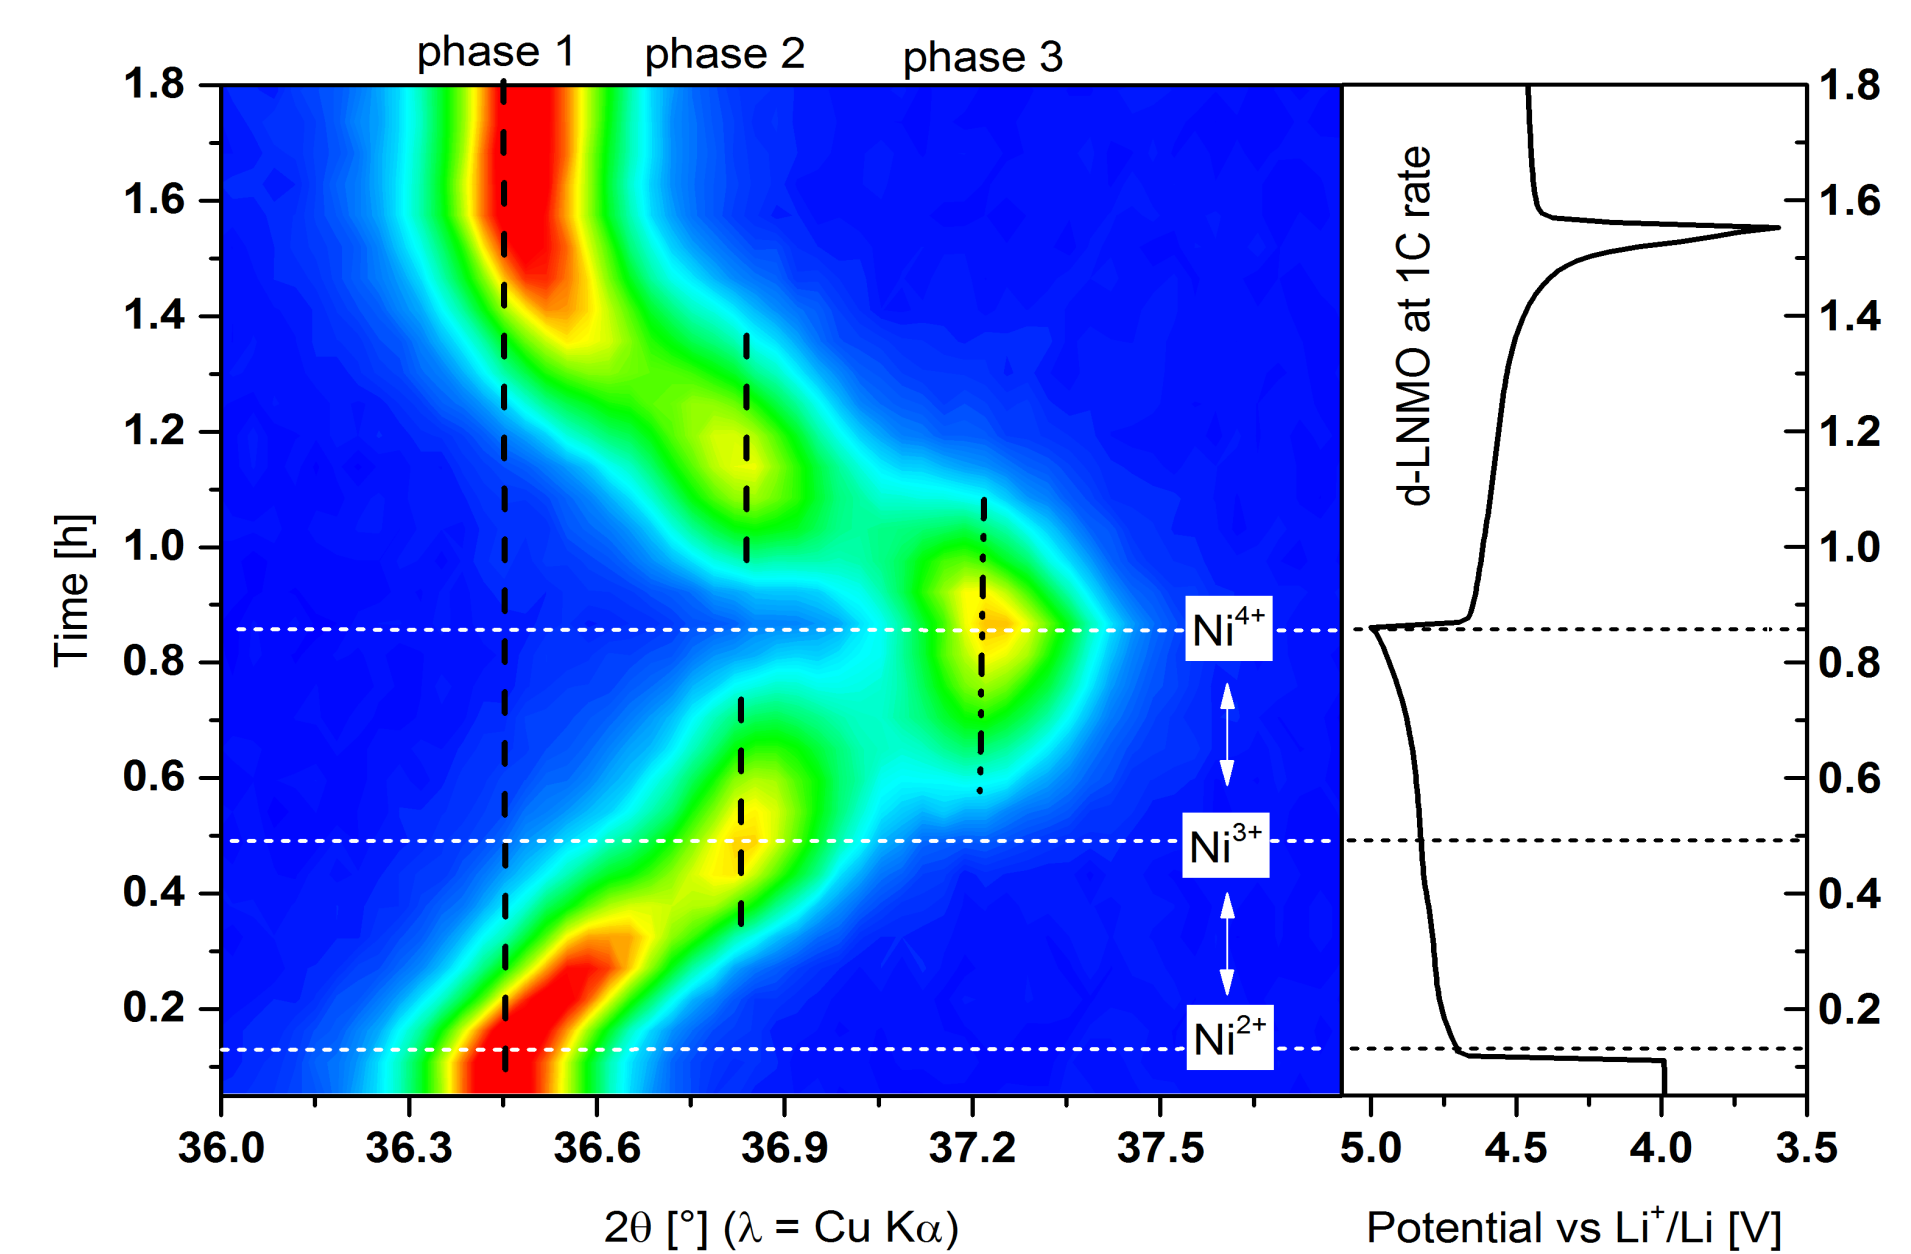 phase 1 phase 2 phase 3
1.8 1.8
1.6 1.6
1.4 1.4
1.2 1.2
1.0 1.0
0.8 0.8
0.6 0.6
0.4 0.4
0.2 0.2
Time [h]
d-LNMO at 1C rate
Ni⁴⁺
Ni³⁺
Ni²⁺
36.0 36.3 36.6 36.9 37.2 37.5 5.0 4.5 4.0 3.5
2θ [°] (λ = Cu Kα) Potential vs Li⁺/Li [V]